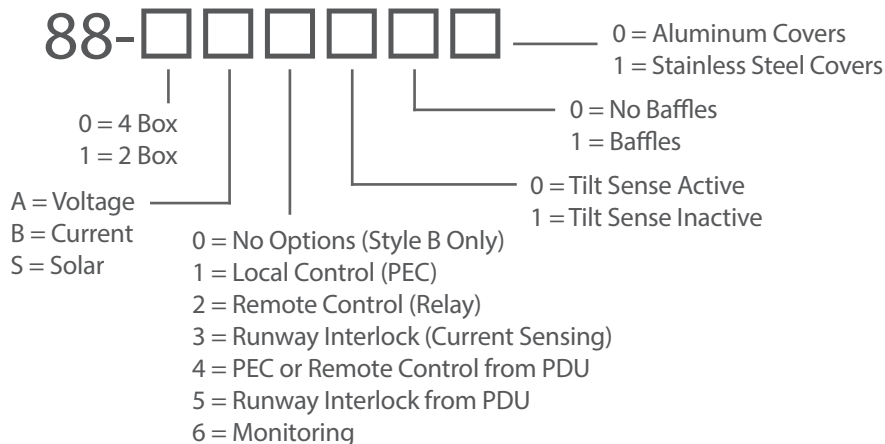 88-
0 = Aluminum Covers
1 = Stainless Steel Covers
0 = No Baffles
1 = Baffles
0 = Tilt Sense Active
1 = Tilt Sense Inactive
0 = No Options (Style B Only)
1 = Local Control (PEC)
2 = Remote Control (Relay)
3 = Runway Interlock (Current Sensing)
4 = PEC or Remote Control from PDU
5 = Runway Interlock from PDU
6 = Monitoring
0 = 4 Box
1 = 2 Box
A = Voltage
B = Current
S = Solar